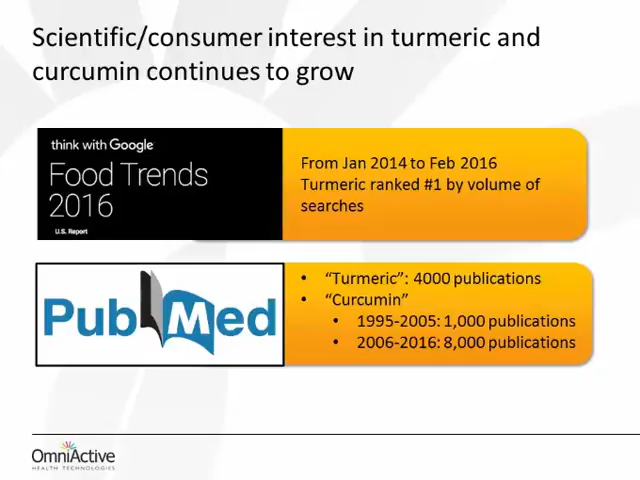 Scientific/consumer interest in turmeric and
curcumin continues to grow
think with Google
Food Trends
2016
U.S. Report
From Jan 2014 to Feb 2016
Turmeric ranked #1 by volume of
searches
PubMed
• “Turmeric”: 4000 publications
• “Curcumin”
• 1995-2005: 1,000 publications
• 2006-2016: 8,000 publications
OmniActive
HEALTH TECHNOLOGIES